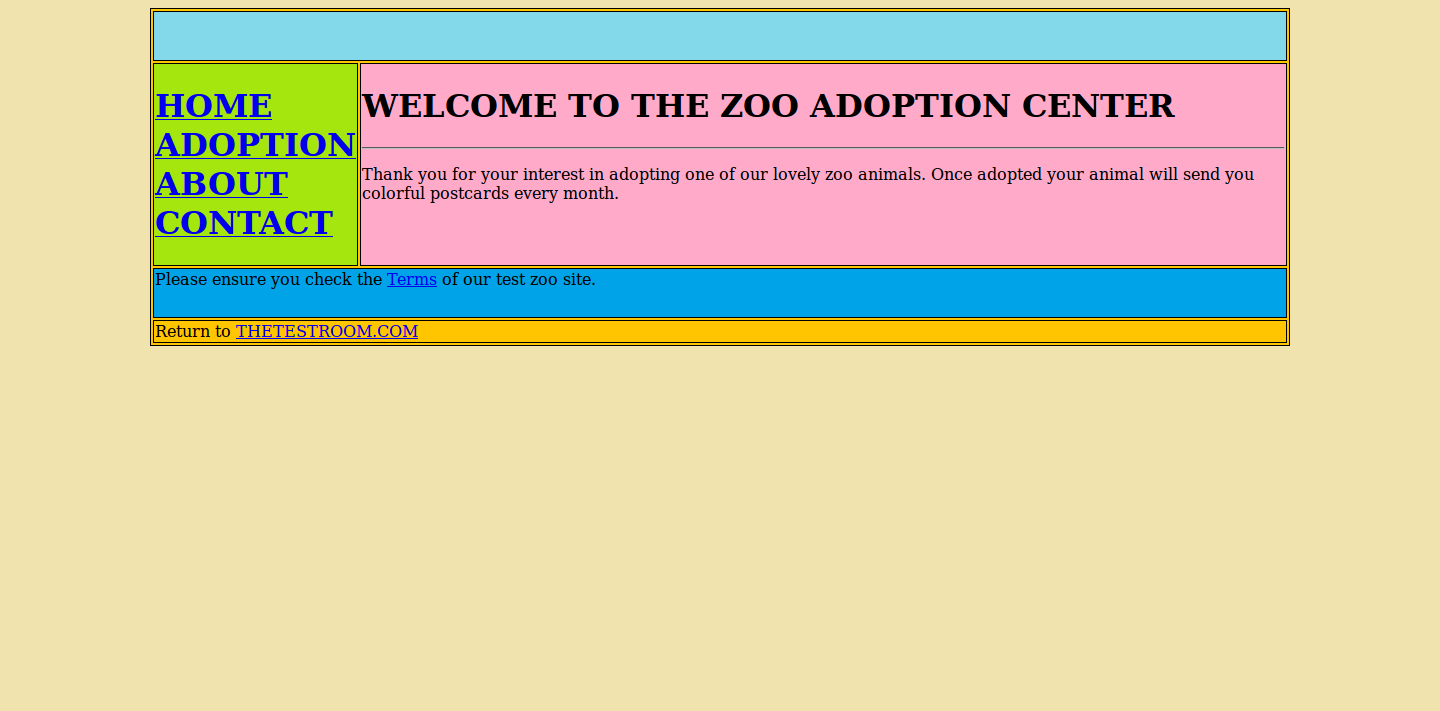 HOME
ADOPTION
ABOUT
CONTACT
WELCOME TO THE ZOO ADOPTION CENTER
Thank you for your interest in adopting one of our lovely zoo animals. Once adopted your animal will send you
colorful postcards every month.
Please ensure you check the Terms of our test zoo site.
Return to THETESTROOM.COM